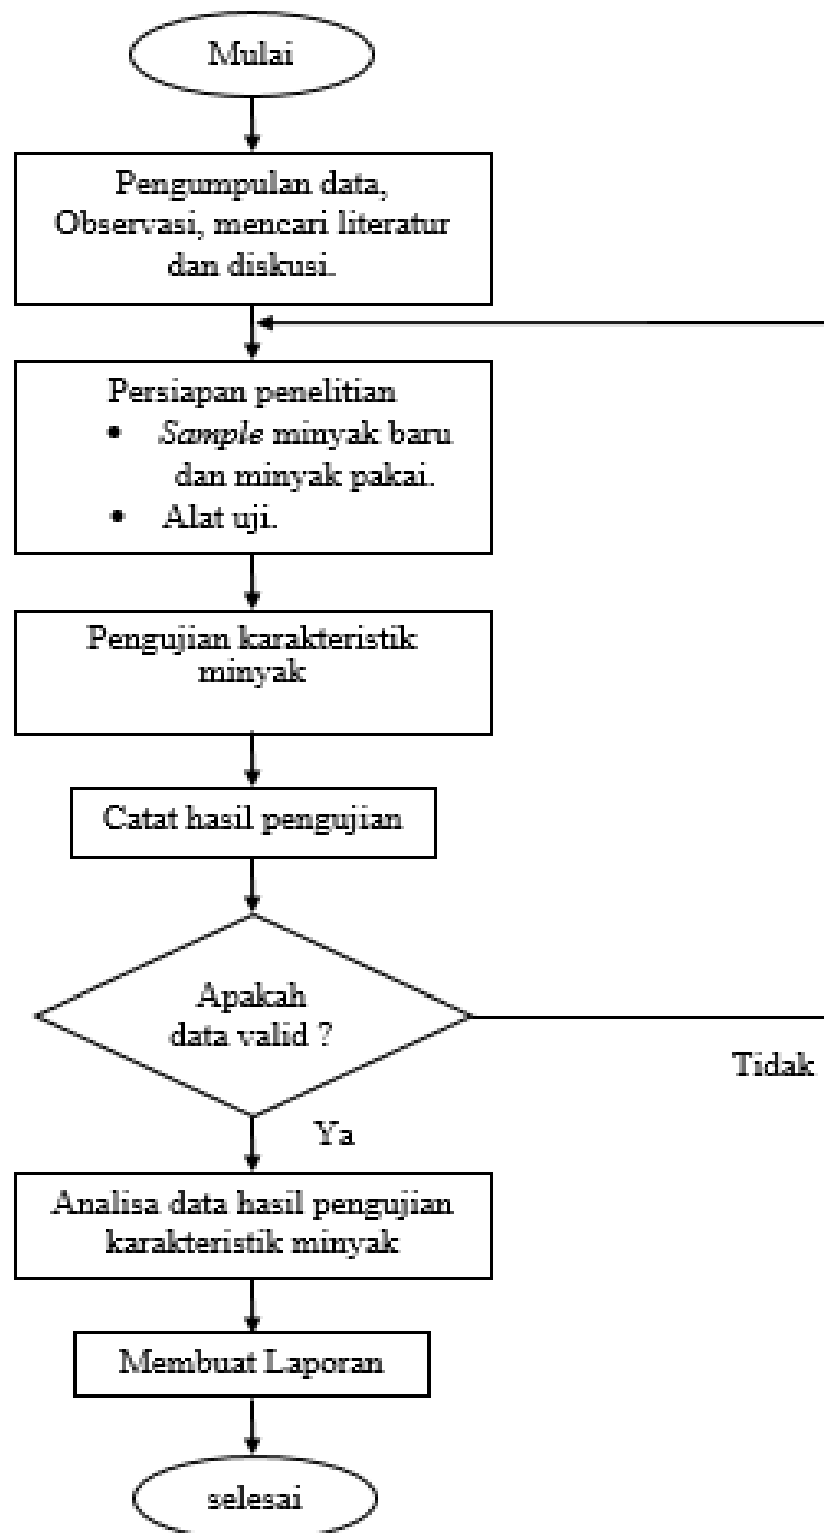 Mulai
Pengumpulan data,
Observasi, mencari literatur
dan diskusi.
Persiapan penelitian
• Sample minyak baru
dan minyak pakai.
• Alat uji.
Pengujian karakteristik
minyak
Catat hasil pengujian
Apakah
data valid ?
Tidak
Ya
Analisa data hasil pengujian
karakteristik minyak
Membuat Laporan
selesai